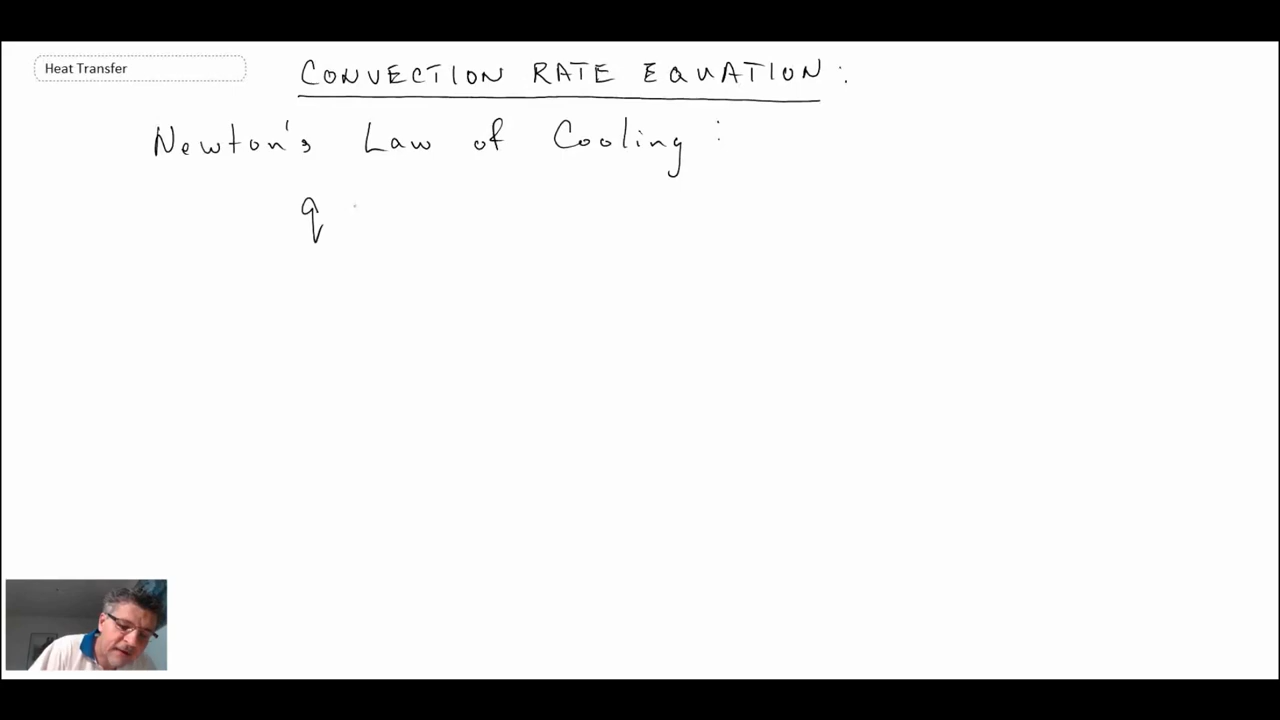 Heat Transfer
CONVECTION RATE EQUATION :
Newton's Law of Cooling :
q